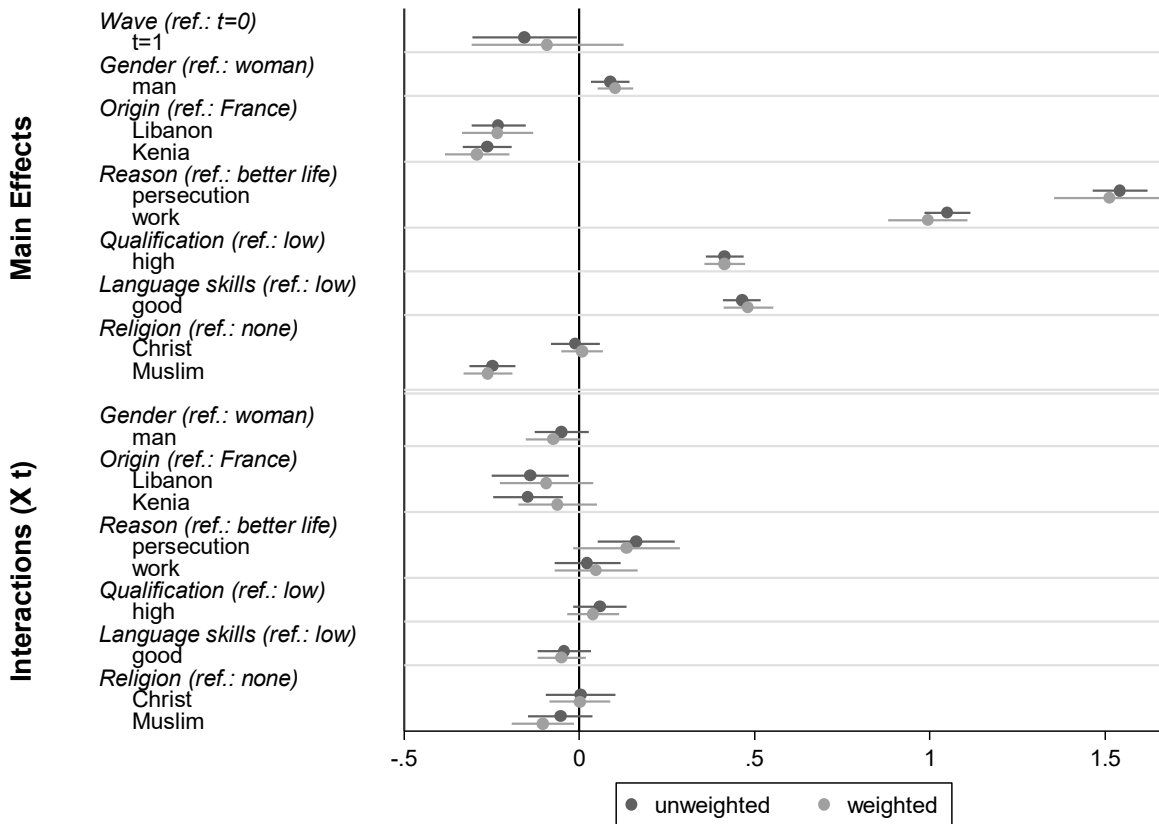 Main Effects
Wave (ref.: t=0)
t=1
Gender (ref.: woman)
man
Origin (ref.: France)
Libanon
Kenia
Reason (ref.: better life)
persecution
work
Qualification (ref.: low)
high
Language skills (ref.: low)
good
Religion (ref.: none)
Christ
Muslim
Interactions (X t)
Gender (ref.: woman)
man
Origin (ref.: France)
Libanon
Kenia
Reason (ref.: better life)
persecution
work
Qualification (ref.: low)
high
Language skills (ref.: low)
good
Religion (ref.: none)
Christ
Muslim
-.5 0 .5 1 1.5
unweighted weighted